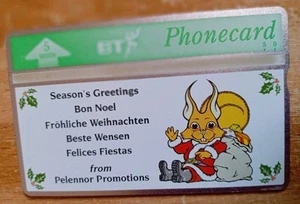 5
BT Phonecard
Season's Greetings
Bon Noel
Fröhliche Weihnachten
Beste Wensen
Felices Fiestas
from
Pelennor Promotions